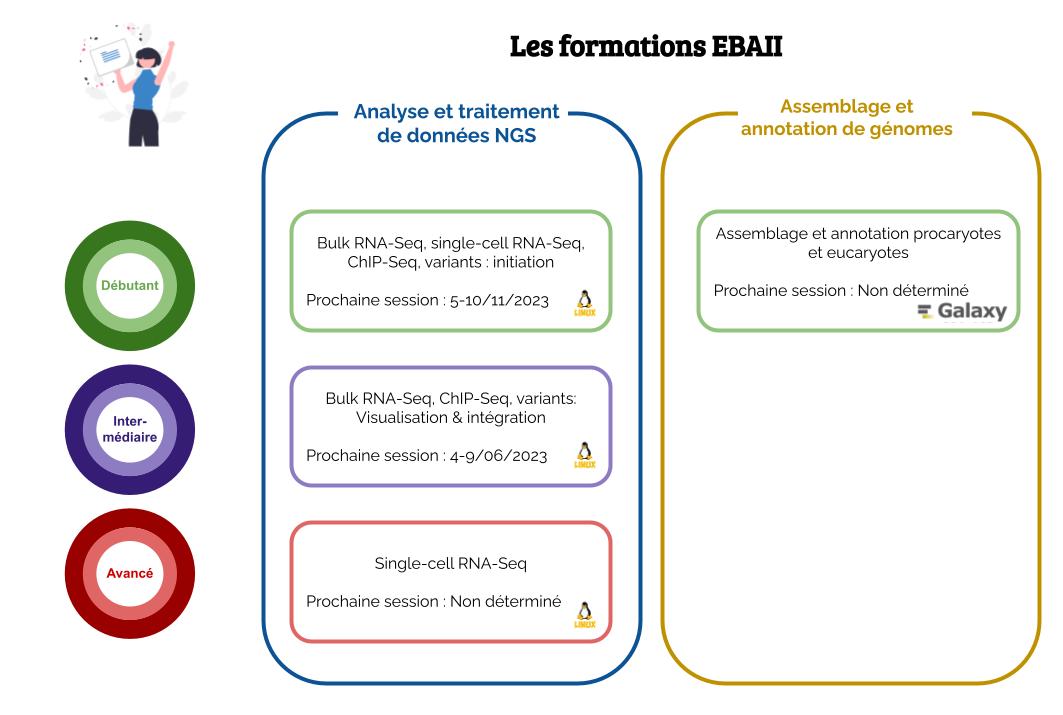 Les formations EBAII
Analyse et traitement
de données NGS
Assemblage et
annotation de génomes
Débutant
Bulk RNA-Seq, single-cell RNA-Seq,
ChIP-Seq, variants : initiation
Prochaine session : 5-10/11/2023
LINUX
Assemblage et annotation procaryotes
et eucaryotes
Prochaine session : Non déterminé
Galaxy
Inter-
médiaire
Bulk RNA-Seq, ChIP-Seq, variants:
Visualisation & intégration
Prochaine session : 4-9/06/2023
LINUX
Avancé
Single-cell RNA-Seq
Prochaine session : Non déterminé
LINUX